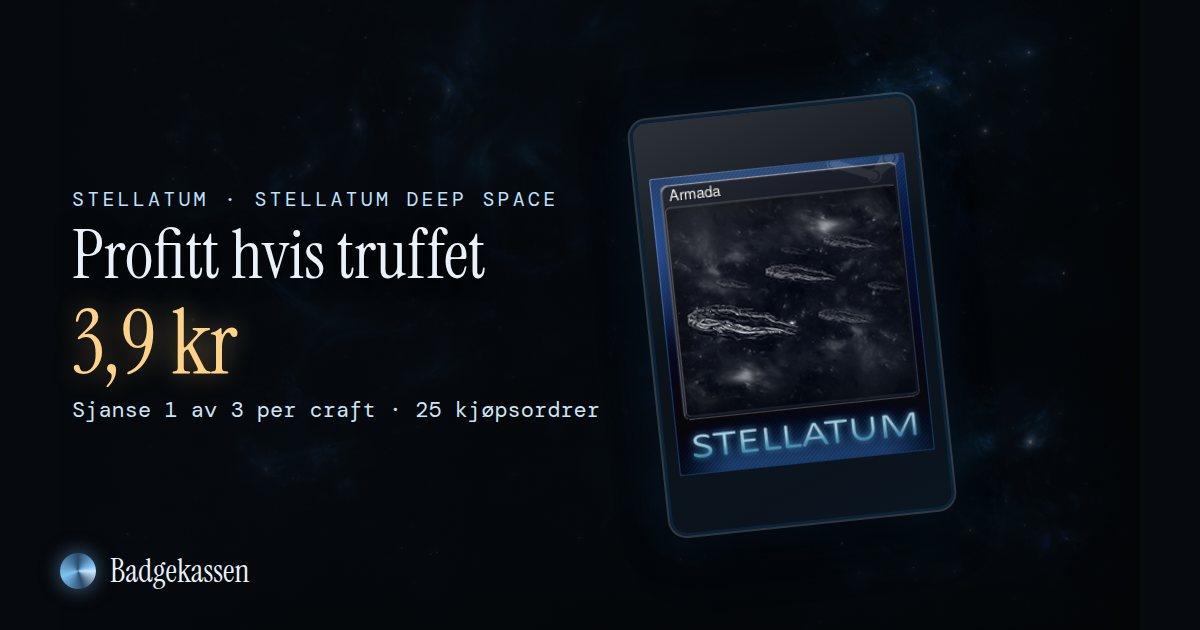 STELLATUM · STELLATUM DEEP SPACE
Profitt hvis truffet
3,9 kr
Sjanse 1 av 3 per craft · 25 kjøpsordrer
Armada
STELLATUM
Badgekassen